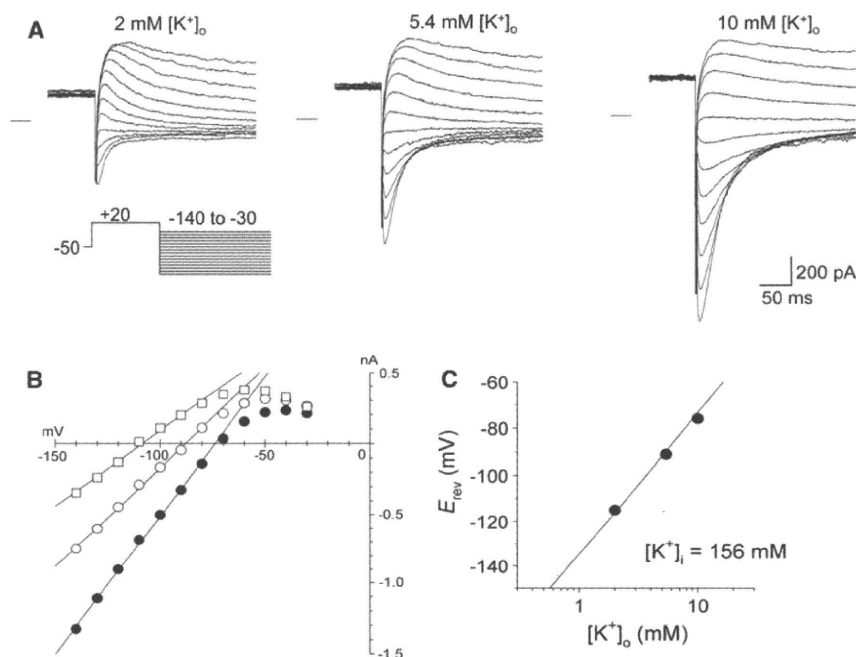 A
2 mM [K⁺]ₒ
5.4 mM [K⁺]ₒ
10 mM [K⁺]ₒ
+20
-140 to -30
-50
200 pA
50 ms
B
nA
0.5
mV
-150
-100
-50
0
-0.5
-1.0
-1.5
C
-60
-80
-100
-120
-140
E_rev (mV)
[K⁺]ᵢ = 156 mM
1
10
[K⁺]ₒ (mM)